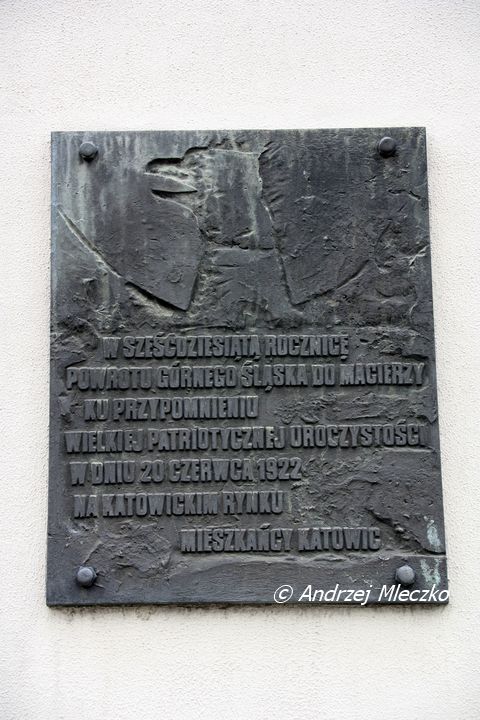 W SZEŚĆDZIESIĄTĄ ROCZNICĘ
POWROTU GÓRNEGO ŚLĄSKA DO MACIERZY
KU PRZYPOMNIENIU
WIELKIEJ PATRIOTYCZNEJ UROCZYSTOŚCI
W DNIU 20 CZERWCA 1922
NA KATOWICKIM RYNKU
MIESZKAŃCY KATOWIC
© Andrzej Mleczko